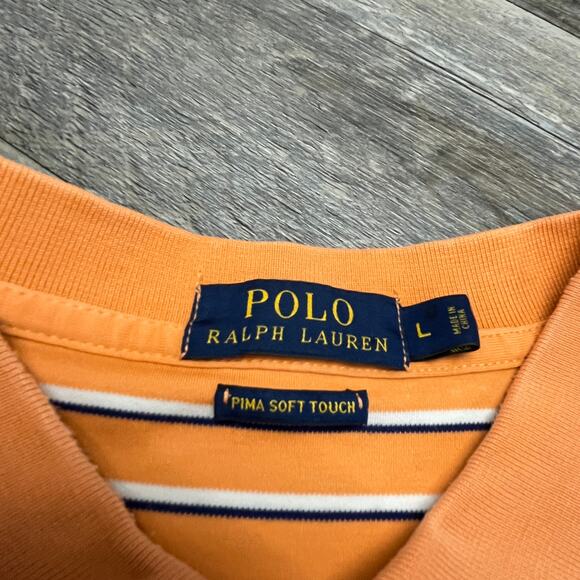 POLO
RALPH LAUREN
L
MADE IN
CHINA
PIMA SOFT TOUCH